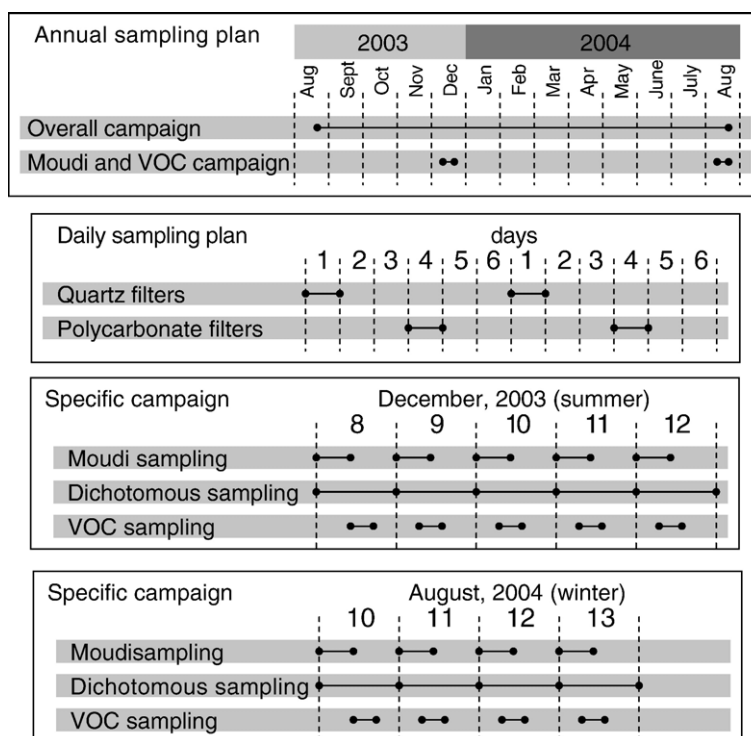 Annual sampling plan
2003 2004
Aug Sept Oct Nov Dec Jan Feb Mar Apr May June July Aug
Overall campaign
Moudi and VOC campaign
Daily sampling plan days
1 2 3 4 5 6 1 2 3 4 5 6
Quartz filters
Polycarbonate filters
Specific campaign December, 2003 (summer)
8 9 10 11 12
Moudi sampling
Dichotomous sampling
VOC sampling
Specific campaign August, 2004 (winter)
10 11 12 13
Moudisampling
Dichotomous sampling
VOC sampling